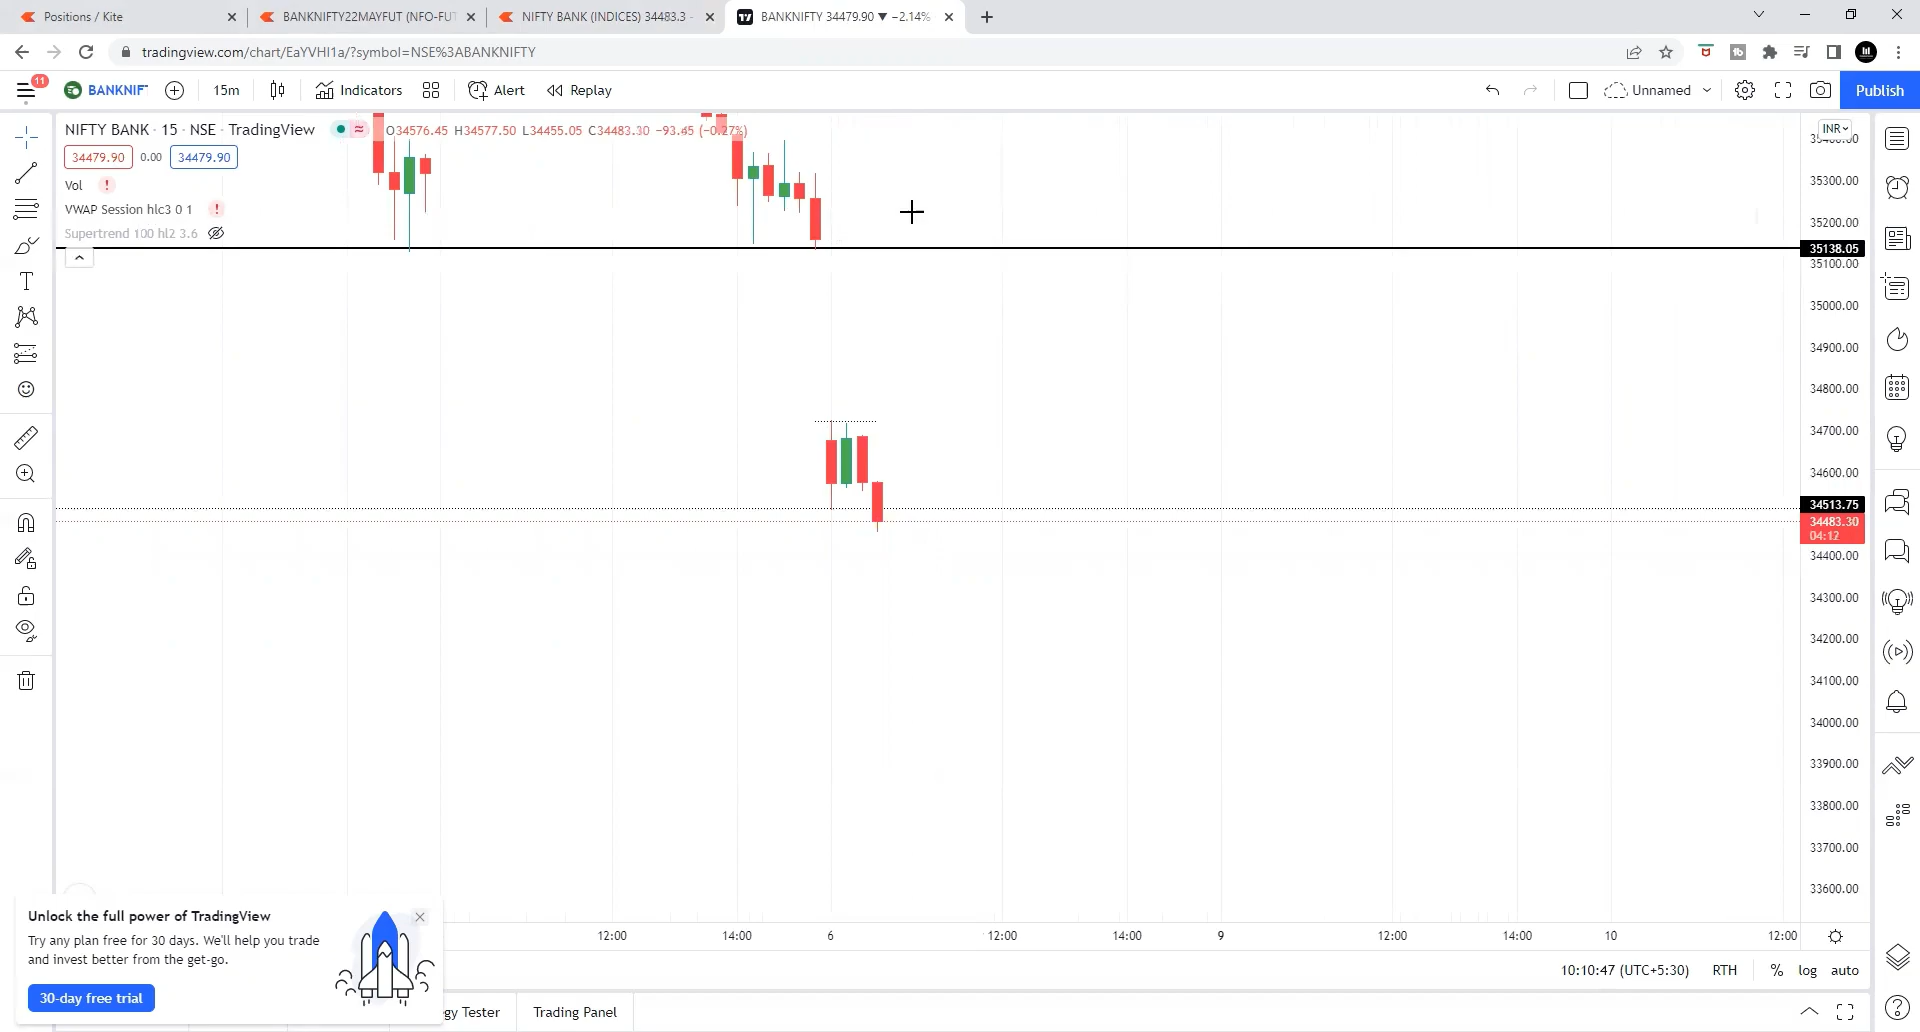 Positions / Kite
BANKNIFTY22MAYFUT (NFO-FUT
NIFTY BANK (INDICES) 34483.3 -
BANKNIFTY 34479.90 ▼ −2.14%
tradingview.com/chart/EaYVHI1a/?symbol=NSE%3ABANKNIFTY
11
BANKNIF
15m
Indicators
Alert
Replay
Unnamed
Publish
NIFTY BANK · 15 · NSE · TradingView
O34576.45 H34577.50 L34455.05 C34483.30 −93.45 (−0.27%)
INR
34479.90 0.00 34479.90
Vol
VWAP Session hlc3 0 1
Supertrend 100 hl2 3.6
35300.00
35200.00
35138.05
35100.00
35000.00
34900.00
34800.00
34700.00
34600.00
34513.75
34483.30
04:12
34400.00
34300.00
34200.00
34100.00
34000.00
33900.00
33800.00
33700.00
33600.00
Unlock the full power of TradingView
Try any plan free for 30 days. We'll help you trade
and invest better from the get-go.
30-day free trial
12:00 14:00 6 12:00 14:00 9 12:00 14:00 10 12:00
10:10:47 (UTC+5:30) RTH % log auto
gy Tester
Trading Panel